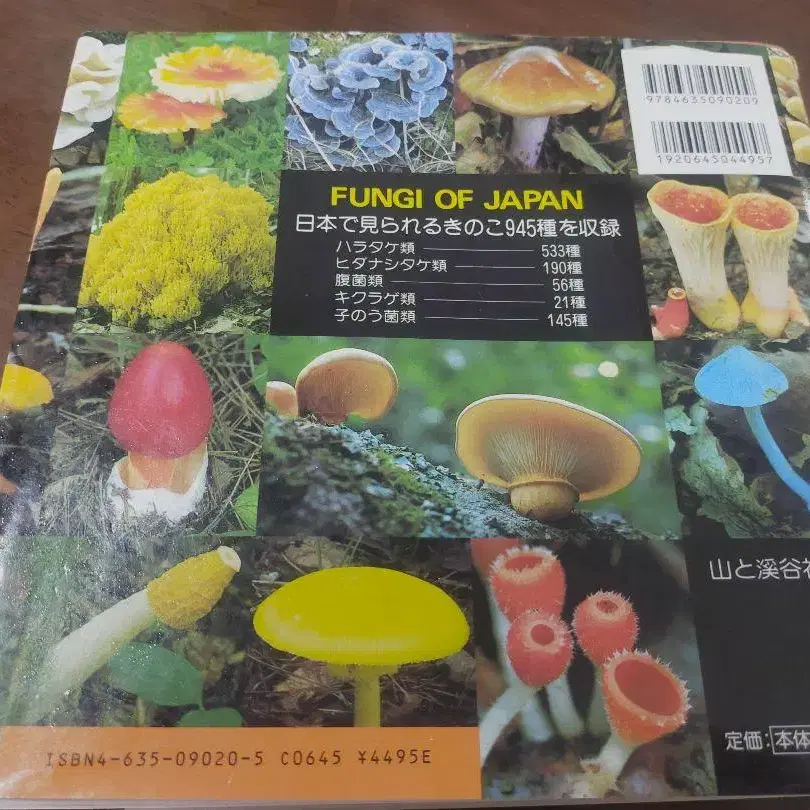 9784635090209
1920645044957
FUNGI OF JAPAN
日本で見られるきのこ945種を収録
ハラタケ類 533種
ヒダナシタケ類 190種
腹菌類 56種
キクラゲ類 21種
子のう菌類 145種
山と溪谷社
定価:本体
ISBN4-635-09020-5 C0645 ¥4495E